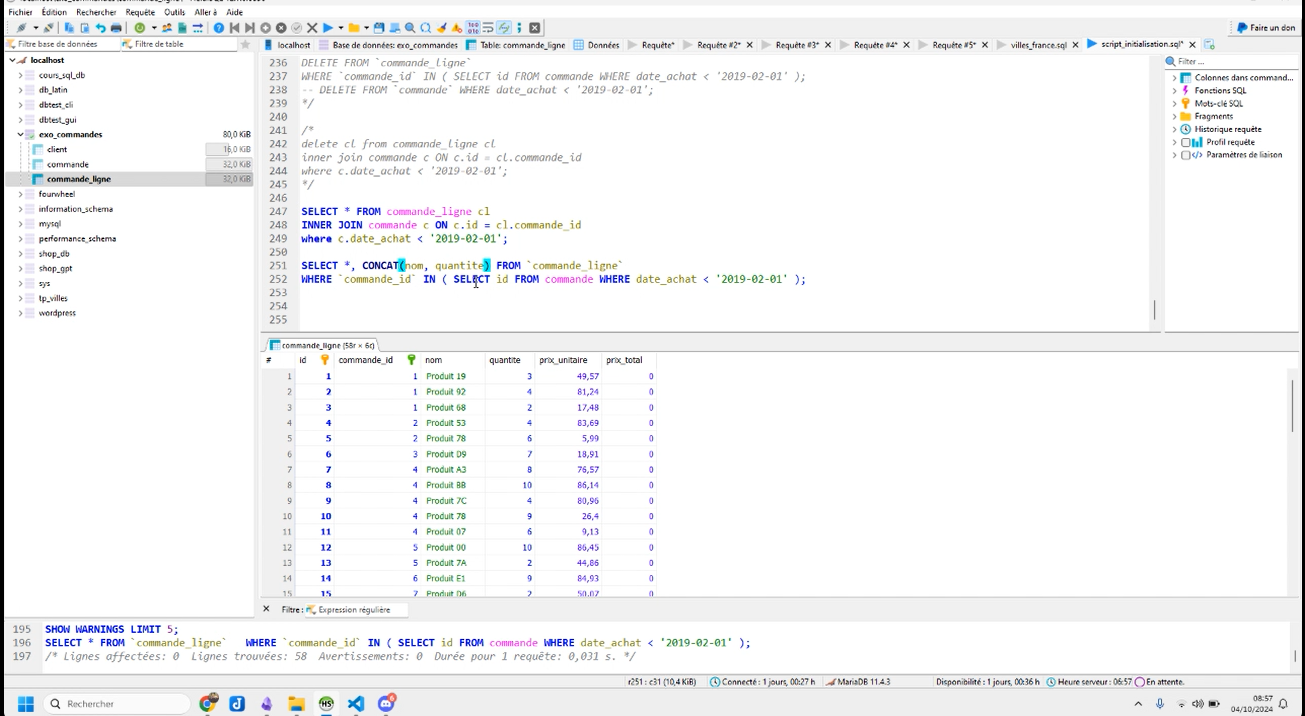 Fichier Édition Rechercher Requête Outils Aller à Aide
Faire un don
Filtre base de données Filtre de table
localhost Base de données: exo_commandes Table: commande_ligne Données Requête* Requête #2* Requête #3* Requête #4* Requête #5* villes_france.sql script_initialisation.sql*
localhost
cours_sql_db
db_latin
dbtest_cli
dbtest_gui
exo_commandes 80,0 KiB
client 16,0 KiB
commande 32,0 KiB
commande_ligne 32,0 KiB
fourwheel
information_schema
mysql
performance_schema
shop_db
shop_gpt
sys
tp_villes
wordpress
236 DELETE FROM `commande_ligne`
237 WHERE `commande_id` IN ( SELECT id FROM commande WHERE date_achat < '2019-02-01' );
238 -- DELETE FROM `commande` WHERE date_achat < '2019-02-01';
239 */
240
241 /*
242 delete cl from commande_ligne cl
243 inner join commande c ON c.id = cl.commande_id
244 where c.date_achat < '2019-02-01';
245 */
246
247 SELECT * FROM commande_ligne cl
248 INNER JOIN commande c ON c.id = cl.commande_id
249 where c.date_achat < '2019-02-01';
250
251 SELECT *, CONCAT(nom, quantite) FROM `commande_ligne`
252 WHERE `commande_id` IN ( SELECT id FROM commande WHERE date_achat < '2019-02-01' );
253
254
255
Filtrer ...
Colonnes dans command...
Fonctions SQL
Mots-clé SQL
Fragments
Historique requête
Profil requête
Paramètres de liaison
commande_ligne (58r × 6c)
# id commande_id nom quantite prix_unitaire prix_total
1 1 1 Produit 19 3 49,57 0
2 2 1 Produit 92 4 81,24 0
3 3 1 Produit 68 2 17,48 0
4 4 2 Produit 53 4 83,69 0
5 5 2 Produit 78 6 5,99 0
6 6 3 Produit D9 7 18,91 0
7 7 4 Produit A3 8 76,57 0
8 8 4 Produit BB 10 86,14 0
9 9 4 Produit 7C 4 80,96 0
10 10 4 Produit 78 9 26,4 0
11 11 4 Produit 07 6 9,13 0
12 12 5 Produit 00 10 86,45 0
13 13 5 Produit 7A 2 44,86 0
14 14 6 Produit E1 9 84,93 0
15 15 7 Produit D6 2 50,07 0
Filtre : Expression régulière
195 SHOW WARNINGS LIMIT 5;
196 SELECT * FROM `commande_ligne` WHERE `commande_id` IN ( SELECT id FROM commande WHERE date_achat < '2019-02-01' );
197 /* Lignes affectées: 0 Lignes trouvées: 58 Avertissements: 0 Durée pour 1 requête: 0,031 s. */
r251 : c31 (10,4 KiB) Connecté : 1 jours, 00:27 h MariaDB 11.4.3 Disponibilité : 1 jours, 00:36 h Heure serveur : 06:57 En attente.
Rechercher
08:57
04/10/2024